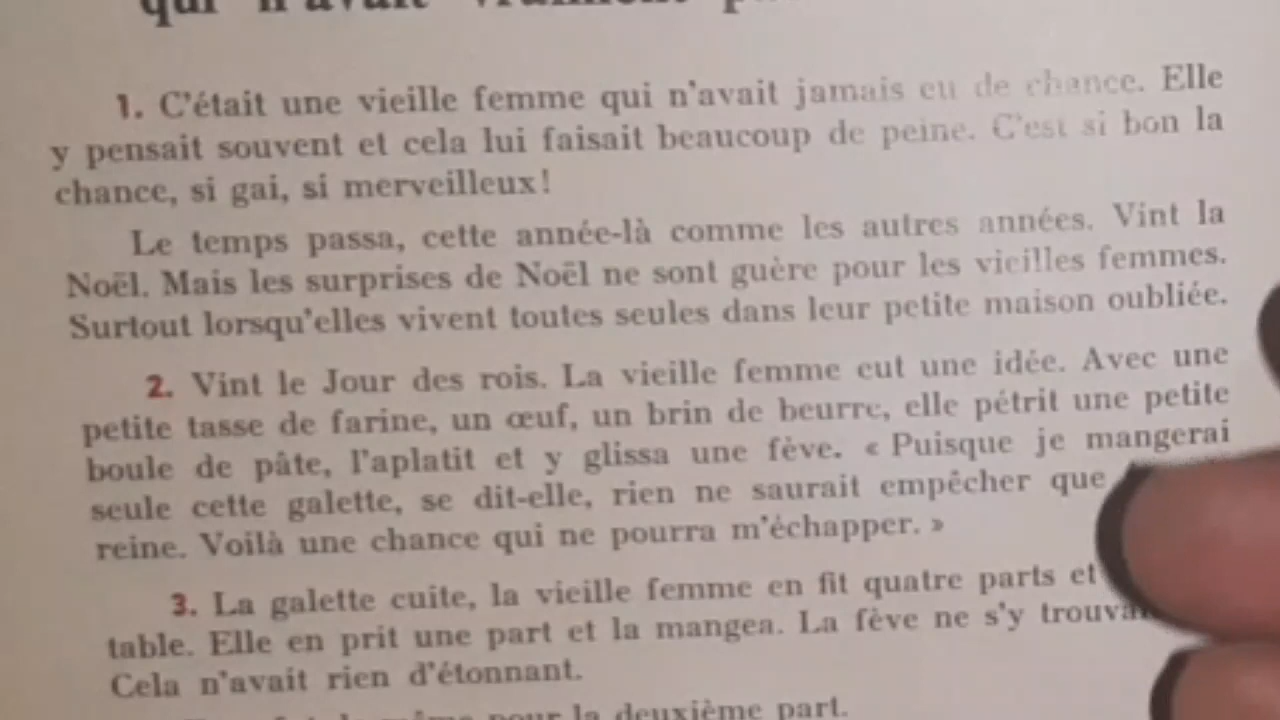 qui n'avait vraiment
1. C'était une vieille femme qui n'avait jamais eu de chance. Elle
y pensait souvent et cela lui faisait beaucoup de peine. C'est si bon la
chance, si gai, si merveilleux!
Le temps passa, cette année-là comme les autres années. Vint la
Noël. Mais les surprises de Noël ne sont guère pour les vieilles femmes.
Surtout lorsqu'elles vivent toutes seules dans leur petite maison oubliée.
2. Vint le Jour des rois. La vieille femme eut une idée. Avec une
petite tasse de farine, un œuf, un brin de beurre, elle pétrit une petite
boule de pâte, l'aplatit et y glissa une fève. « Puisque je mangerai
seule cette galette, se dit-elle, rien ne saurait empêcher que
reine. Voilà une chance qui ne pourra m'échapper. »
3. La galette cuite, la vieille femme en fit quatre parts et
table. Elle en prit une part et la mangea. La fève ne s'y
Cela n'avait rien d'étonnant.
pour la deuxième part.